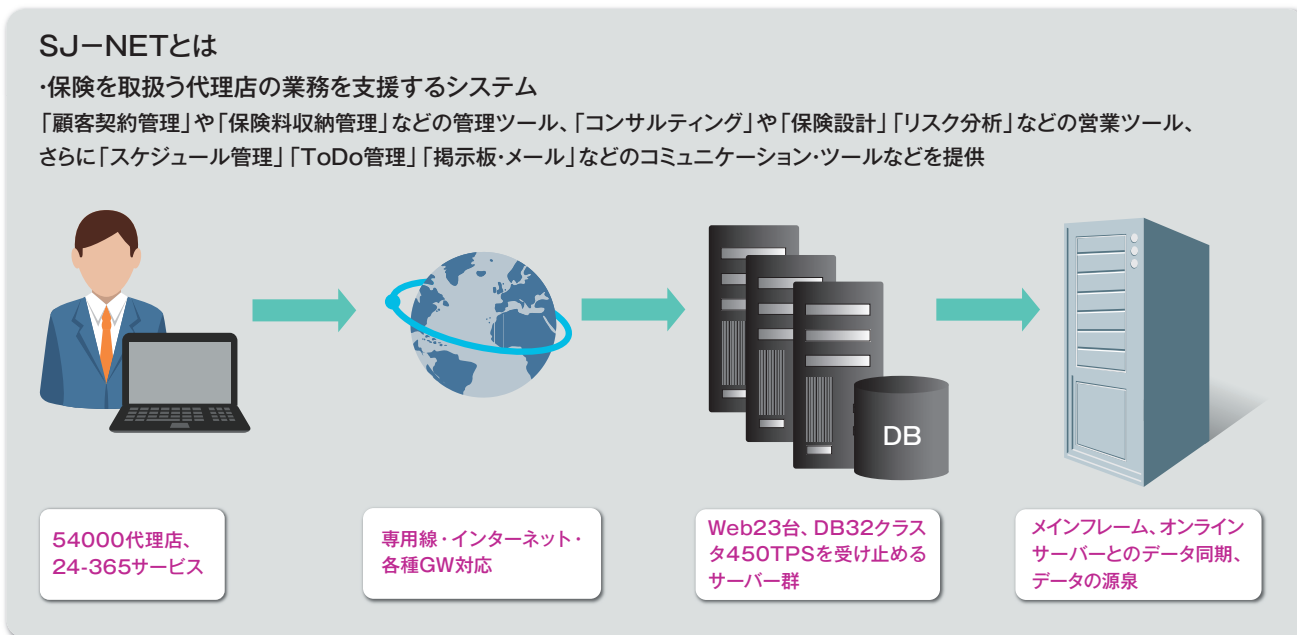 SJ−NETとは
・保険を取扱う代理店の業務を支援するシステム
「顧客契約管理」や「保険料収納管理」などの管理ツール、「コンサルティング」や「保険設計」「リスク分析」などの営業ツール、
さらに「スケジュール管理」「ToDo管理」「掲示板・メール」などのコミュニケーション・ツールなどを提供
DB
54000代理店、
24-365サービス
専用線・インターネット・
各種GW対応
Web23台、DB32クラス
タ450TPSを受け止める
サーバー群
メインフレーム、オンライン
サーバーとのデータ同期、
データの源泉